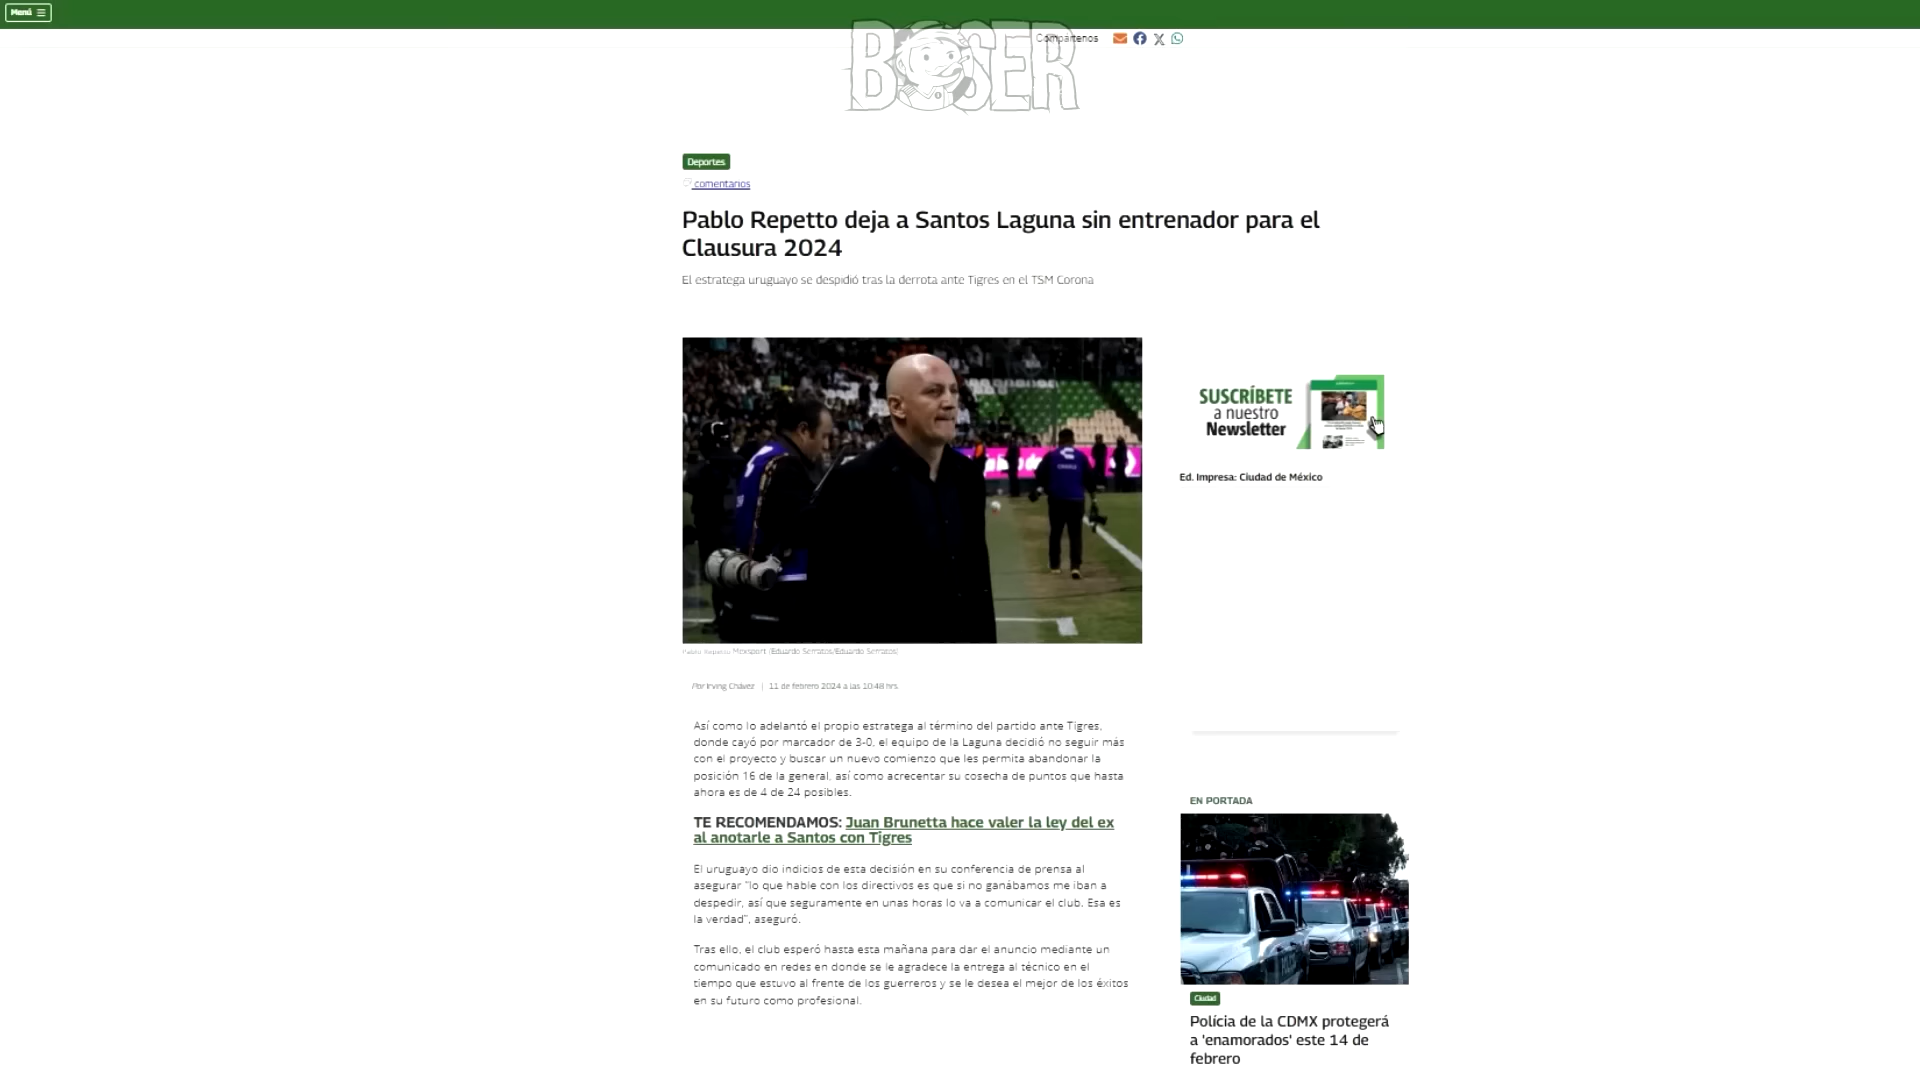 Menú
Compártenos
BOSER
Deportes
comentarios
Pablo Repetto deja a Santos Laguna sin entrenador para el
Clausura 2024
El estratega uruguayo se despidió tras la derrota ante Tigres en el TSM Corona
SUSCRÍBETE
a nuestro
Newsletter
Ed. Impresa: Ciudad de México
Pablo Repetto Mexsport (Eduardo Serratos/Eduardo Serratos)
Por Irving Chávez | 11 de febrero 2024 a las 10:48 hrs.
Así como lo adelantó el propio estratega al término del partido ante Tigres,
donde cayó por marcador de 3-0, el equipo de la Laguna decidió no seguir más
con el proyecto y buscar un nuevo comienzo que les permita abandonar la
posición 16 de la general, así como acrecentar su cosecha de puntos que hasta
ahora es de 4 de 24 posibles.
TE RECOMENDAMOS: Juan Brunetta hace valer la ley del ex
al anotarle a Santos con Tigres
El uruguayo dio indicios de esta decisión en su conferencia de prensa al
asegurar "lo que hable con los directivos es que si no ganábamos me iban a
despedir, así que seguramente en unas horas lo va a comunicar el club. Esa es
la verdad", aseguró.
Tras ello, el club esperó hasta esta mañana para dar el anuncio mediante un
comunicado en redes en donde se le agradece la entrega al técnico en el
tiempo que estuvo al frente de los guerreros y se le desea el mejor de los éxitos
en su futuro como profesional.
EN PORTADA
Ciudad
Polícia de la CDMX protegerá
a 'enamorados' este 14 de
febrero